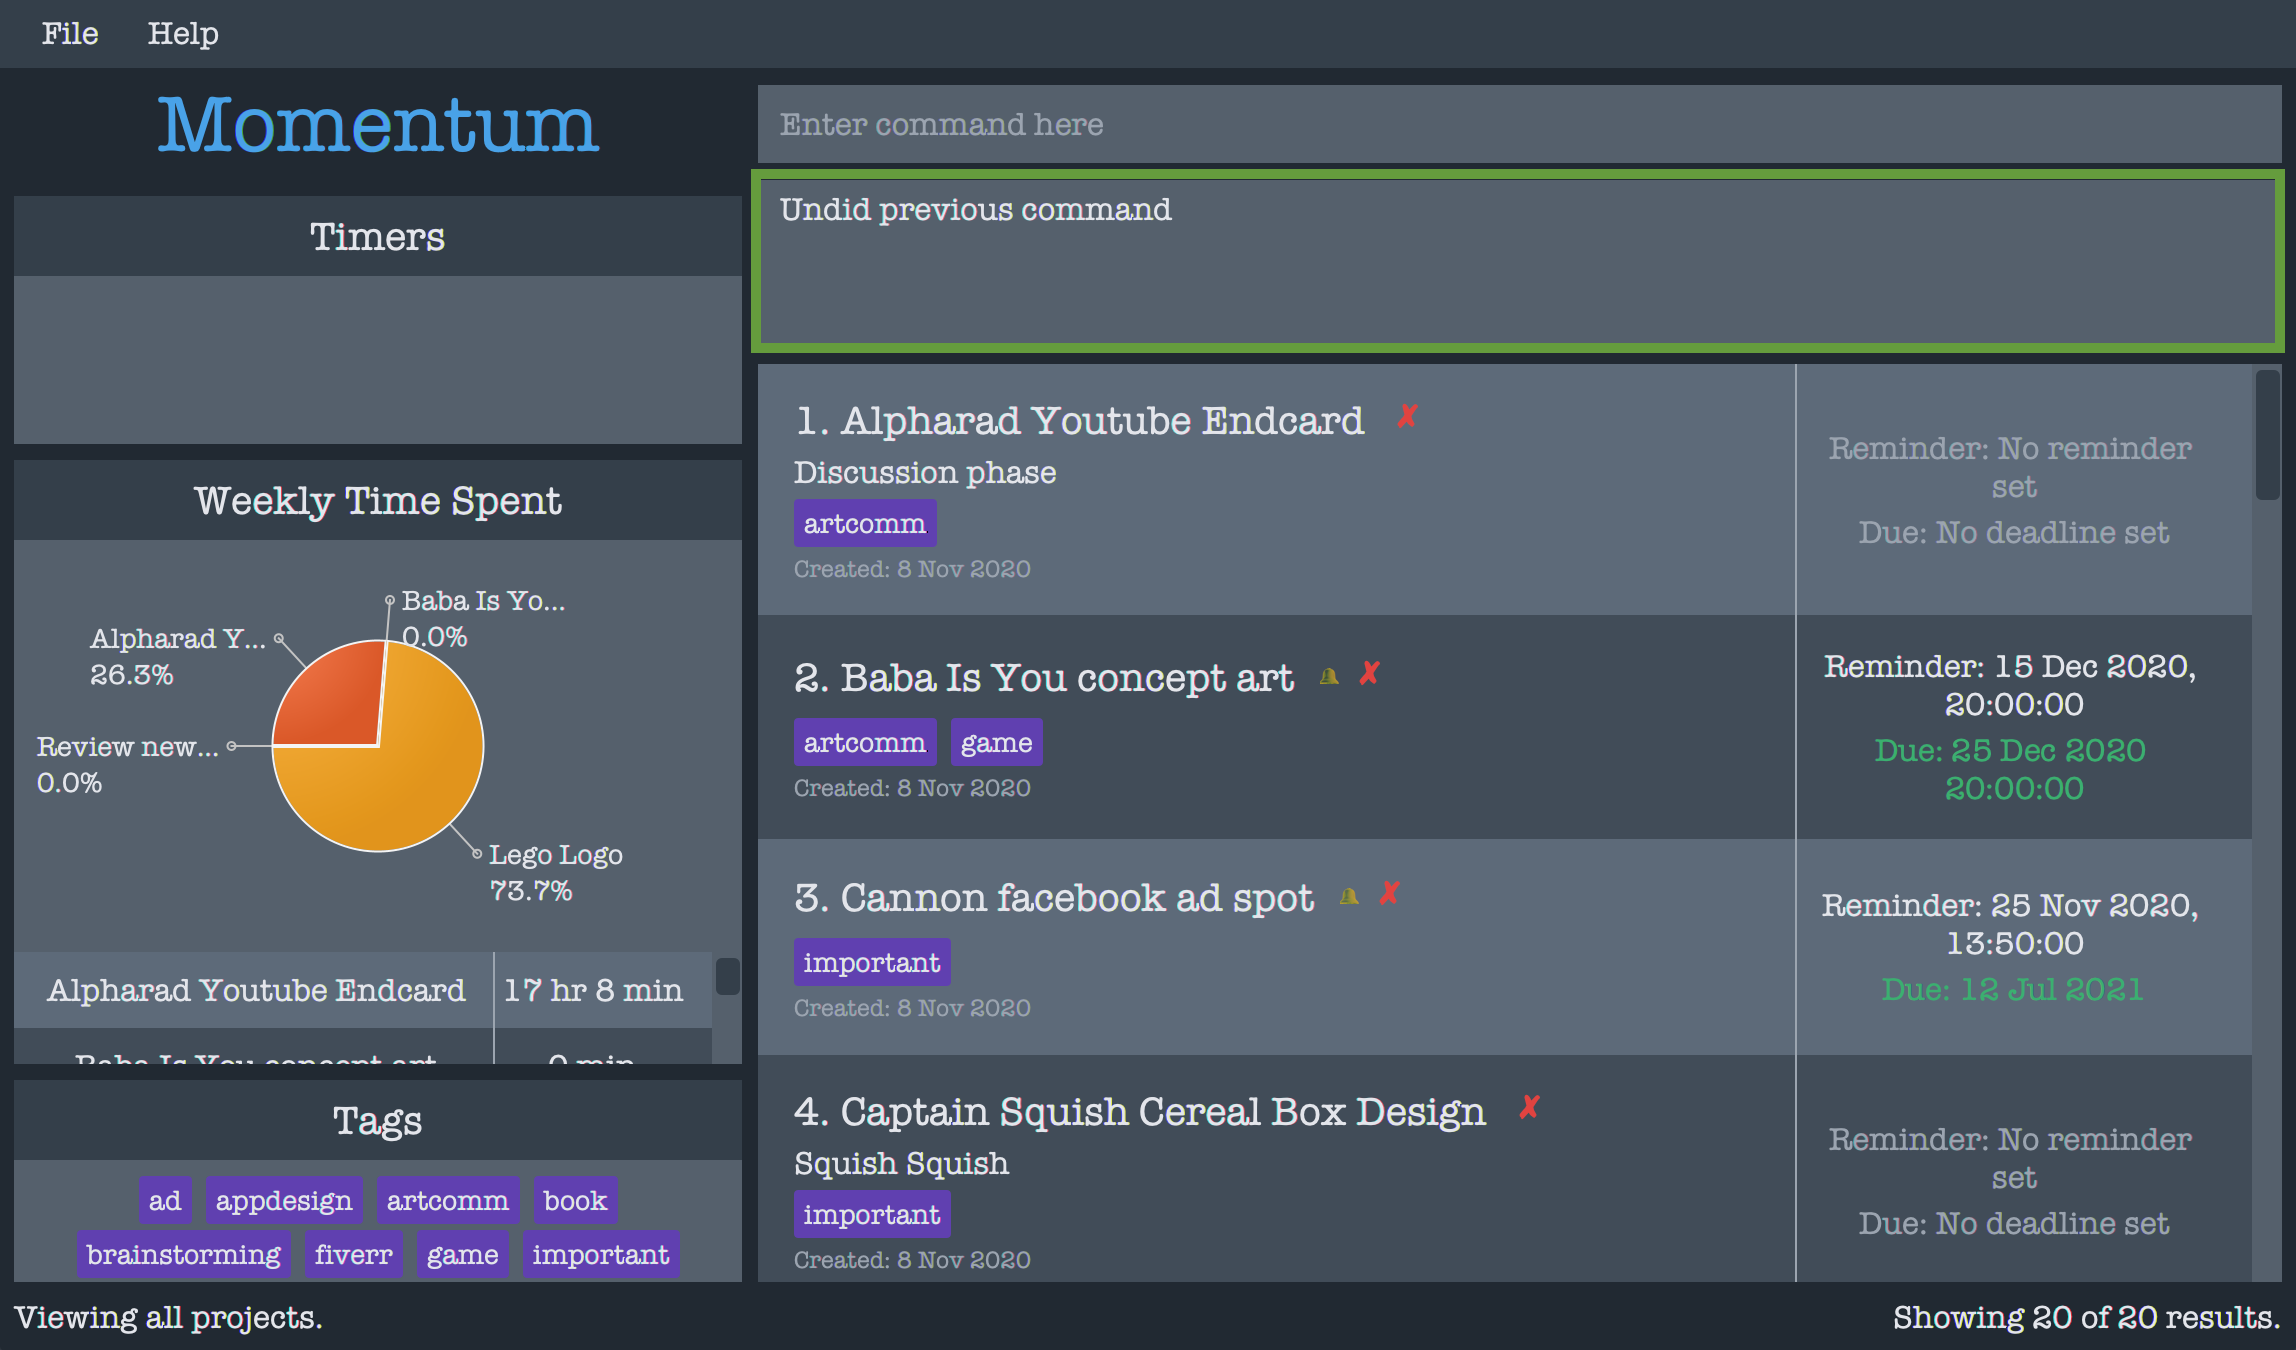 File Help
Momentum
Timers
Weekly Time Spent
Baba Is Yo...
0.0%
Alpharad Y...
26.3%
Review new...
0.0%
Lego Logo
73.7%
Alpharad Youtube Endcard 17 hr 8 min
Baba Is You concept art 0 min
Tags
ad appdesign artcomm book
brainstorming fiverr game important
Enter command here
Undid previous command
1. Alpharad Youtube Endcard ✘
Discussion phase
artcomm
Created: 8 Nov 2020
Reminder: No reminder
set
Due: No deadline set
2. Baba Is You concept art 🔔 ✘
artcomm game
Created: 8 Nov 2020
Reminder: 15 Dec 2020,
20:00:00
Due: 25 Dec 2020
20:00:00
3. Cannon facebook ad spot 🔔 ✘
important
Created: 8 Nov 2020
Reminder: 25 Nov 2020,
13:50:00
Due: 12 Jul 2021
4. Captain Squish Cereal Box Design ✘
Squish Squish
important
Created: 8 Nov 2020
Reminder: No reminder
set
Due: No deadline set
Viewing all projects.
Showing 20 of 20 results.